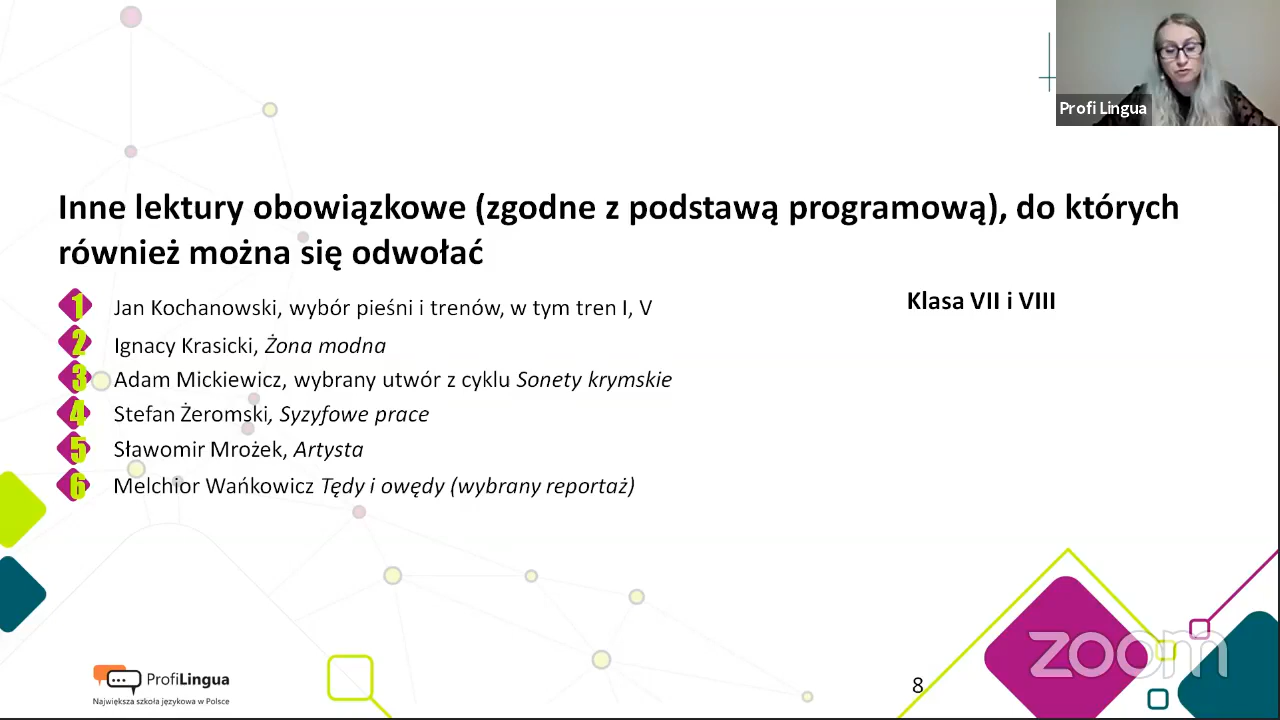 Profi Lingua
Inne lektury obowiązkowe (zgodne z podstawą programową), do których
również można się odwołać
Klasa VII i VIII
1 Jan Kochanowski, wybór pieśni i trenów, w tym tren I, V
2 Ignacy Krasicki, Żona modna
3 Adam Mickiewicz, wybrany utwór z cyklu Sonety krymskie
4 Stefan Żeromski, Syzyfowe prace
5 Sławomir Mrożek, Artysta
6 Melchior Wańkowicz Tędy i owędy (wybrany reportaż)
ProfiLingua
Największa szkoła językowa w Polsce
8
zoom